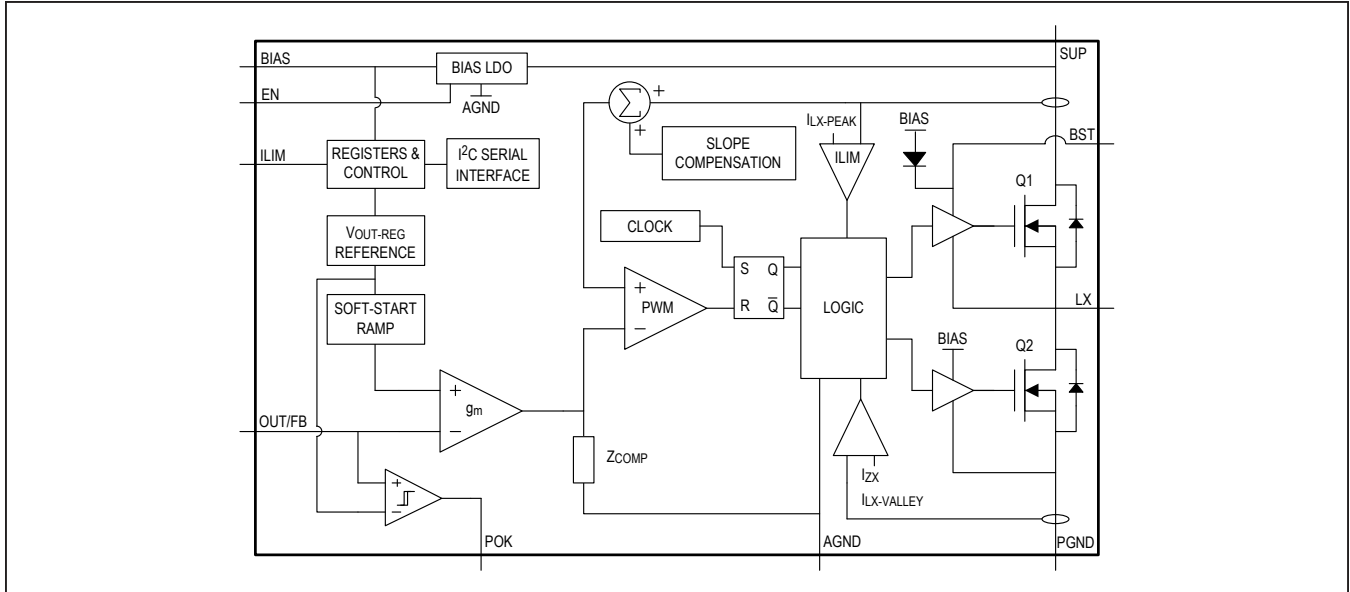 BIAS
BIAS LDO
SUP
EN
AGND
Σ
+
+
ILX-PEAK
BIAS
BST
ILIM
REGISTERS &
CONTROL
I2C SERIAL
INTERFACE
SLOPE
COMPENSATION
ILIM
Q1
VOUT-REG
REFERENCE
CLOCK
S Q
R Q̅
LOGIC
+
PWM
−
LX
SOFT-START
RAMP
BIAS
Q2
+
gm
−
OUT/FB
ZCOMP
IZX
ILX-VALLEY
+
−
POK
AGND
PGND